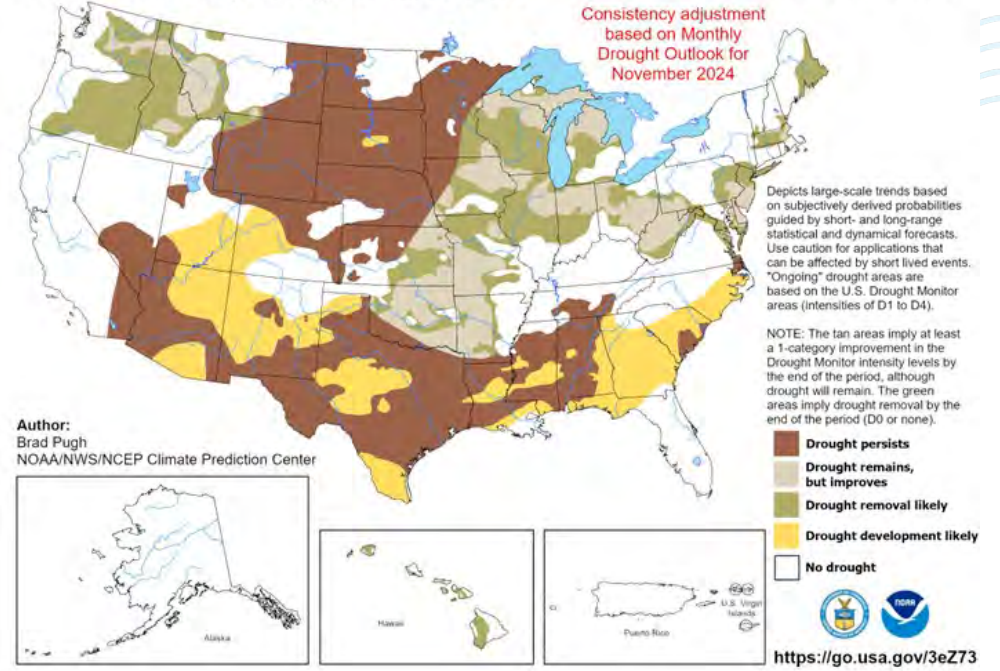 Consistency adjustment
based on Monthly
Drought Outlook for
November 2024
Depicts large-scale trends based
on subjectively derived probabilities
guided by short- and long-range
statistical and dynamical forecasts.
Use caution for applications that
can be affected by short lived events.
"Ongoing" drought areas are
based on the U.S. Drought Monitor
areas (intensities of D1 to D4).
NOTE: The tan areas imply at least
a 1-category improvement in the
Drought Monitor intensity levels by
the end of the period, although
drought will remain. The green
areas imply drought removal by the
end of the period (D0 or none).
Author:
Brad Pugh
NOAA/NWS/NCEP Climate Prediction Center
Drought persists
Drought remains,
but improves
Drought removal likely
Drought development likely
No drought
Alaska
Hawaii
Puerto Rico
U.S. Virgin
Islands
NOAA
https://go.usa.gov/3eZ73